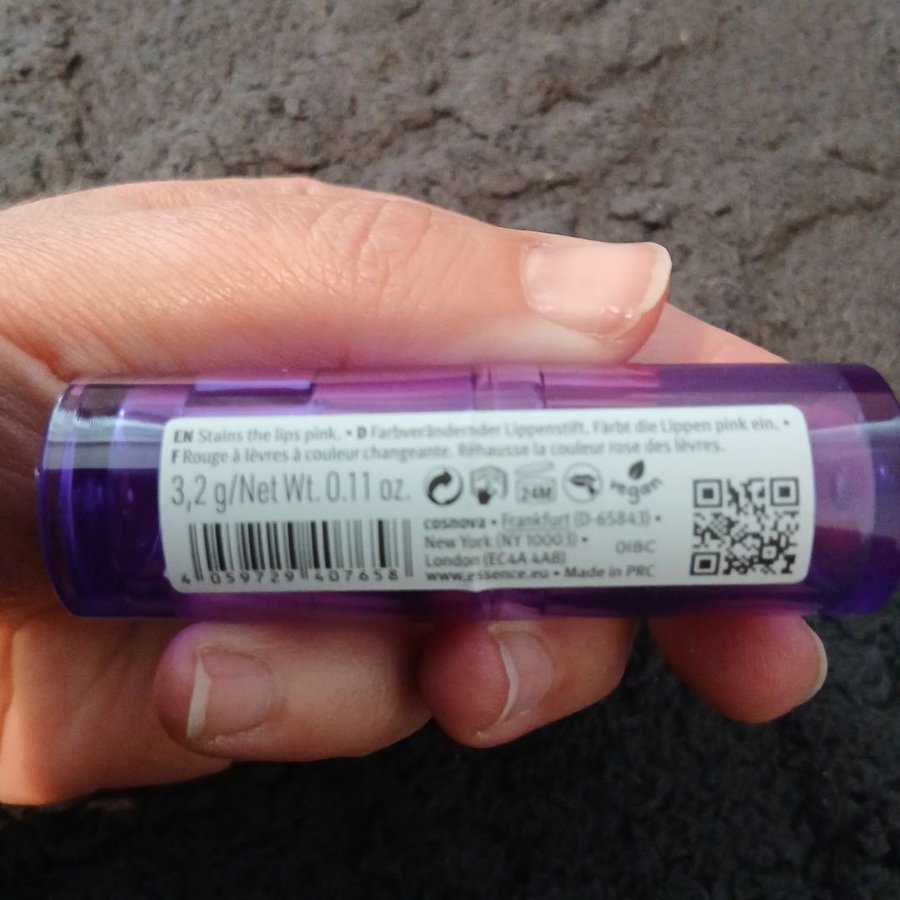 EN Stains the lips pink. • D Farbverändernder Lippenstift. Färbt die Lippen pink ein. •
F Rouge à lèvres à couleur changeante. Réhausse la couleur rose des lèvres.
3,2 g/Net Wt. 0.11 oz.
24M
vegan
cosnova • Frankfurt (D-65843) •
New York (NY 10003) •
London (EC4A 4AB)
www.essence.eu • Made in PRC
01BC
4 059729 407658